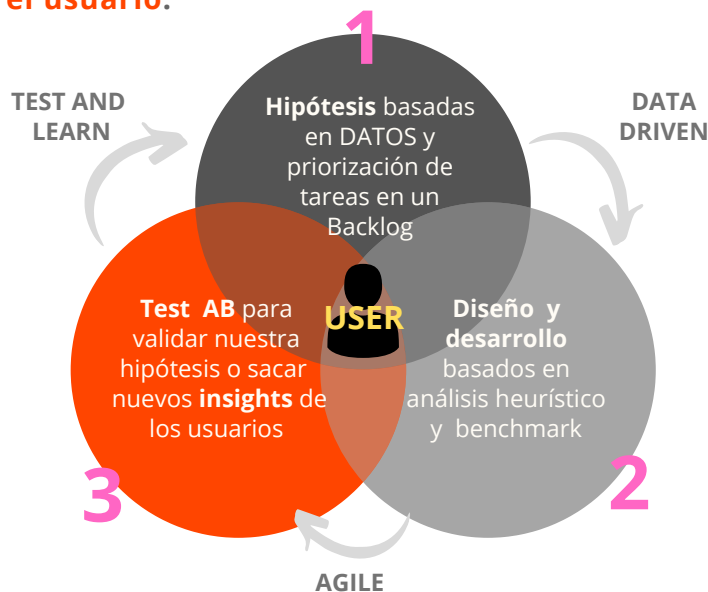 el usuario.
1
TEST AND
LEARN
Hipótesis basadas
en DATOS y
priorización de
tareas en un
Backlog
DATA
DRIVEN
USER
Test AB para
validar nuestra
hipótesis o sacar
nuevos insights de
los usuarios
Diseño y
desarrollo
basados en
análisis heurístico
y benchmark
3
2
AGILE